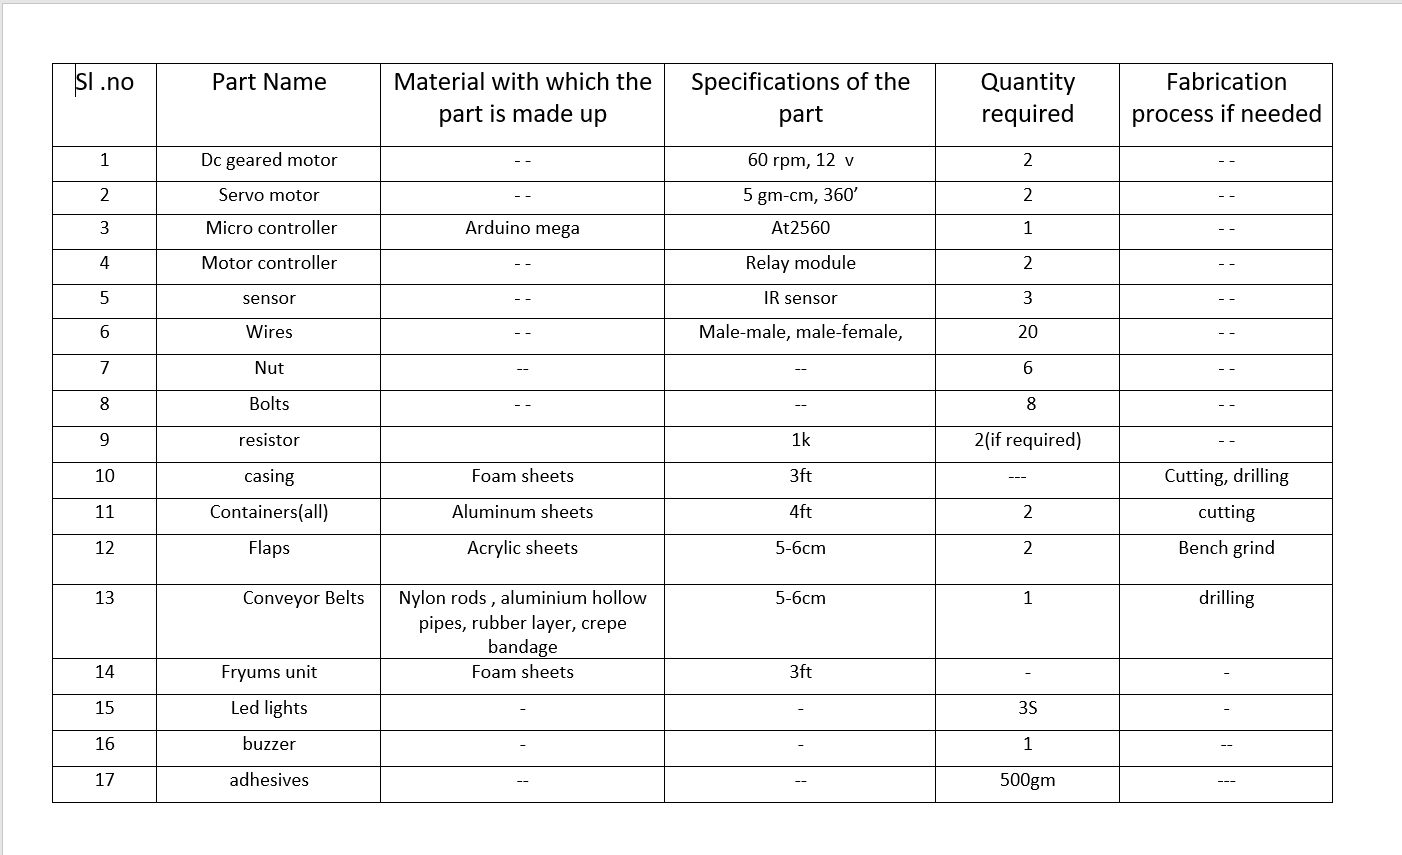 Sl .no Part Name Material with which the part is made up Specifications of the part Quantity required Fabrication process if needed
1 Dc geared motor - - 60 rpm, 12 v 2 - -
2 Servo motor - - 5 gm-cm, 360’ 2 - -
3 Micro controller Arduino mega At2560 1 - -
4 Motor controller - - Relay module 2 - -
5 sensor - - IR sensor 3 - -
6 Wires - - Male-male, male-female, 20 - -
7 Nut -- -- 6 - -
8 Bolts - - -- 8 - -
9 resistor 1k 2(if required) - -
10 casing Foam sheets 3ft --- Cutting, drilling
11 Containers(all) Aluminum sheets 4ft 2 cutting
12 Flaps Acrylic sheets 5-6cm 2 Bench grind
13 Conveyor Belts Nylon rods , aluminium hollow pipes, rubber layer, crepe bandage 5-6cm 1 drilling
14 Fryums unit Foam sheets 3ft - -
15 Led lights - - 3S -
16 buzzer - - 1 --
17 adhesives -- -- 500gm ---